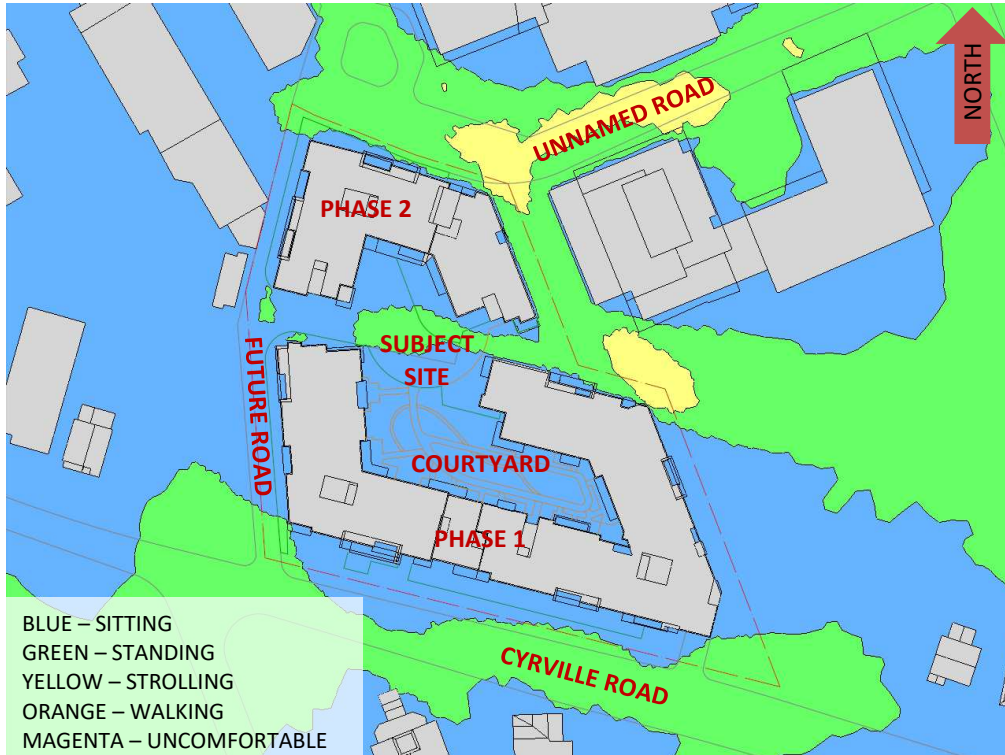 NORTH
UNNAMED ROAD
PHASE 2
SUBJECT
SITE
FUTURE ROAD
COURTYARD
PHASE 1
CYRVILLE ROAD
BLUE – SITTING
GREEN – STANDING
YELLOW – STROLLING
ORANGE – WALKING
MAGENTA – UNCOMFORTABLE